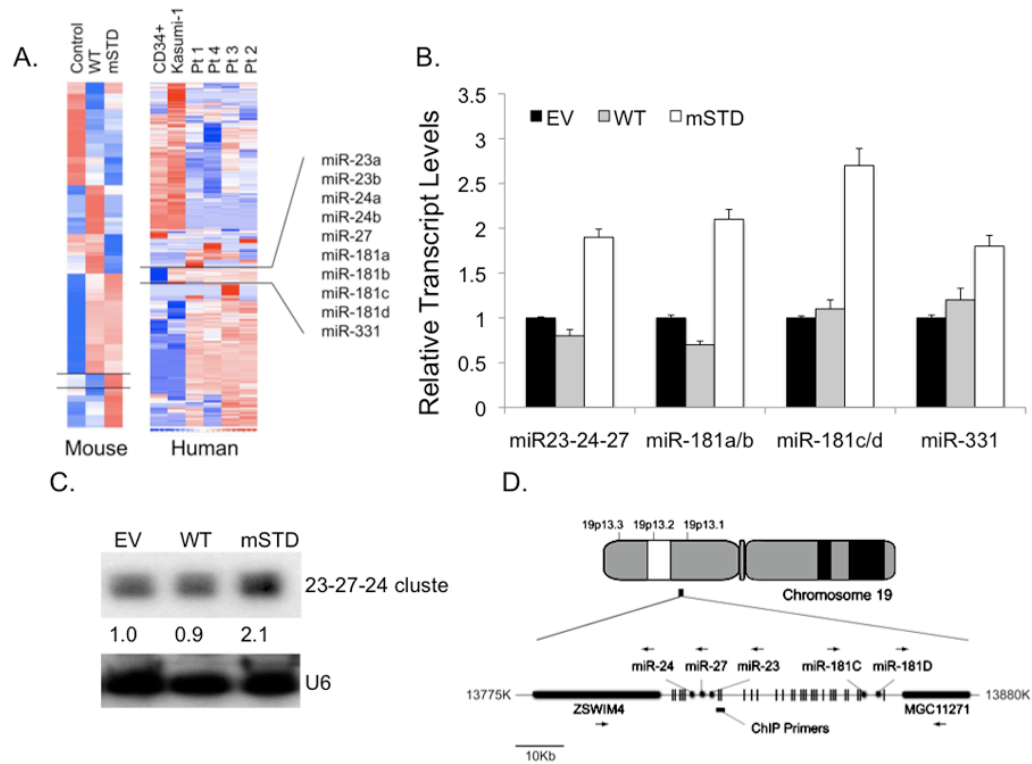 A.
Control
WT
mSTD
CD34+
Kasumi-1
Pt 1
Pt 4
Pt 3
Pt 2
miR-23a
miR-23b
miR-24a
miR-24b
miR-27
miR-181a
miR-181b
miR-181c
miR-181d
miR-331
Mouse
Human
B.
Relative Transcript Levels
3.5
3
2.5
2
1.5
1
0.5
0
EV
WT
mSTD
miR23-24-27
miR-181a/b
miR-181c/d
miR-331
C.
EV
WT
mSTD
23-27-24 cluste
1.0
0.9
2.1
U6
D.
19p13.3
19p13.2
19p13.1
Chromosome 19
miR-24
miR-27
miR-23
miR-181C
miR-181D
13775K
13880K
ZSWIM4
MGC11271
ChIP Primers
10Kb